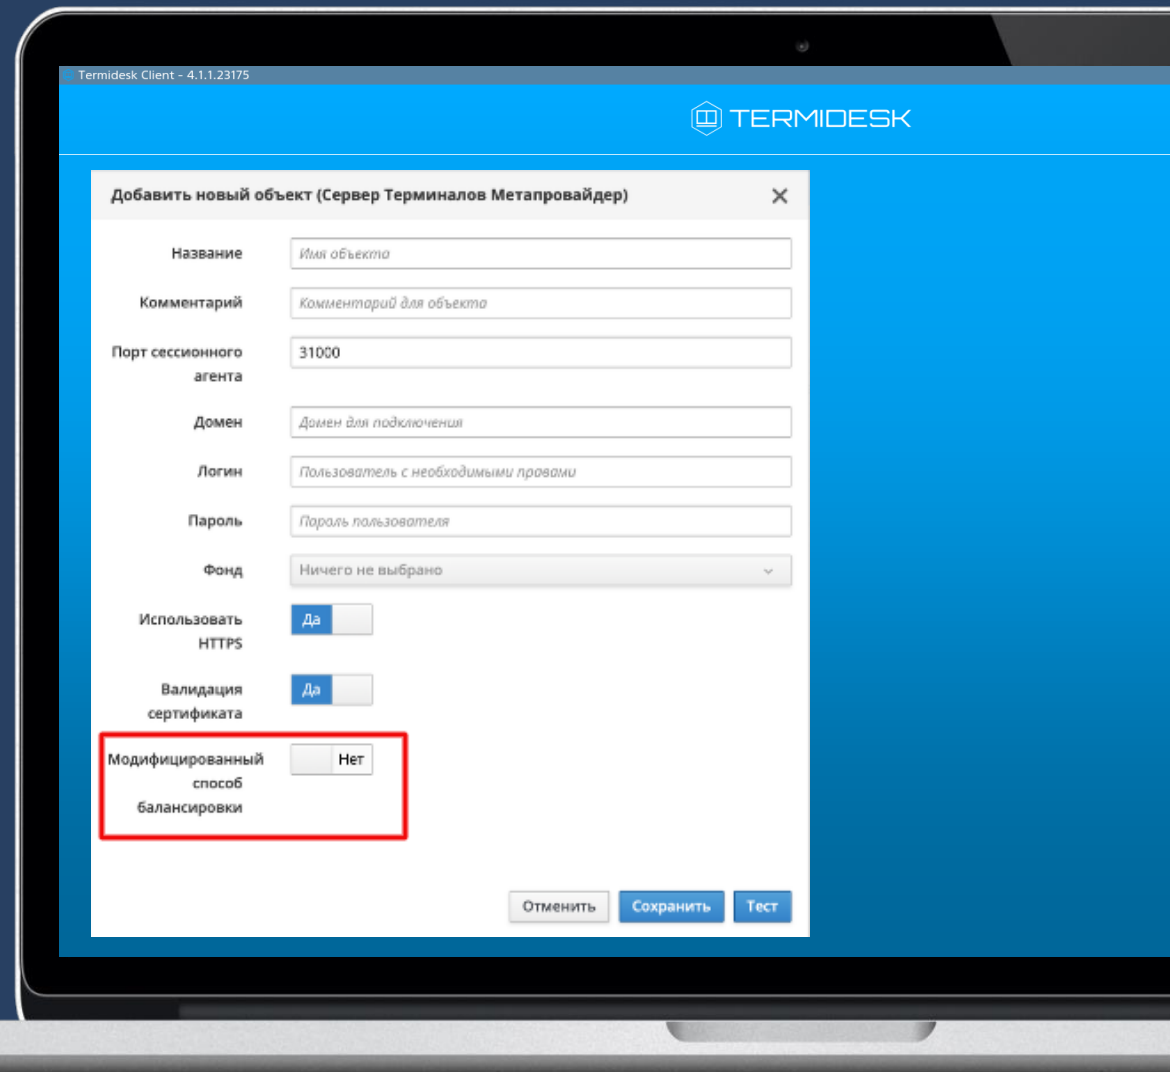 Termidesk Client - 4.1.1.23175
TERMIDESK
Добавить новый объект (Сервер Терминалов Метапровайдер)
Название
Имя объекта
Комментарий
Комментарий для объекта
Порт сессионного
агента
31000
Домен
Домен для подключения
Логин
Пользователь с необходимыми правами
Пароль
Пароль пользователя
Фонд
Ничего не выбрано
Использовать
HTTPS
Да
Валидация
сертификата
Да
Модифицированный
способ
балансировки
Нет
Отменить Сохранить Тест